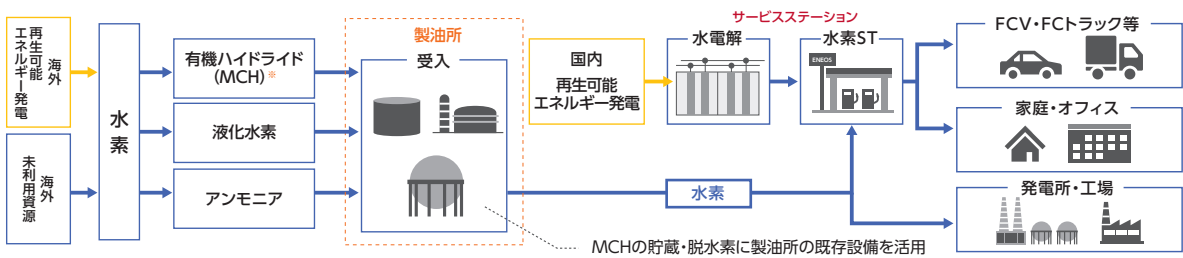 海外
再生可能
エネルギー発電
海外
未利用資源
水素
有機ハイドライド
（MCH）※
液化水素
アンモニア
製油所
受入
国内
再生可能
エネルギー発電
サービスステーション
水電解
水素ST
ENEOS
水素
MCHの貯蔵・脱水素に製油所の既存設備を活用
FCV・FCトラック等
家庭・オフィス
発電所・工場